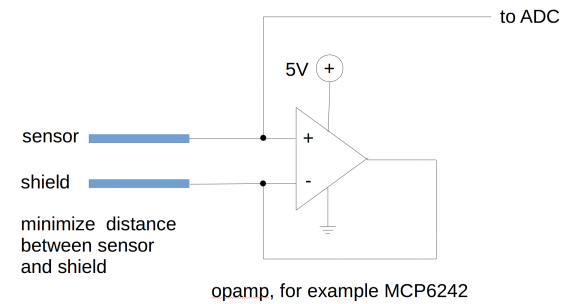 to ADC
5V +
sensor
+
shield
-
minimize distance
between sensor
and shield
opamp, for example MCP6242